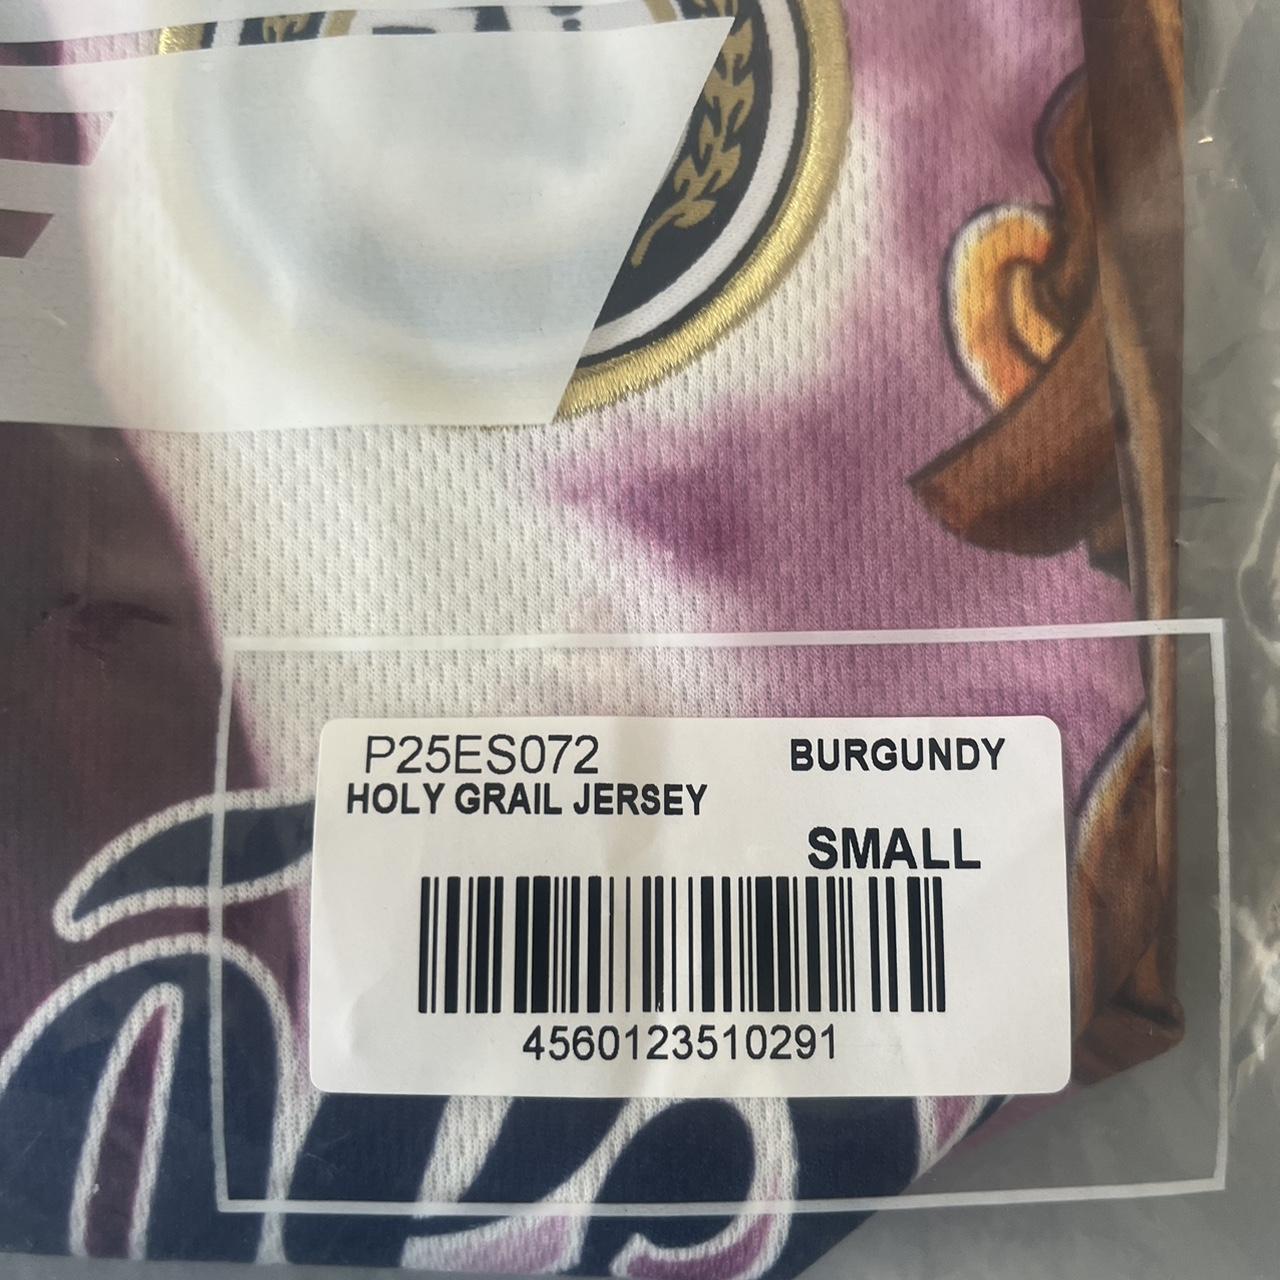 P25ES072 BURGUNDY
HOLY GRAIL JERSEY
SMALL
4560123510291